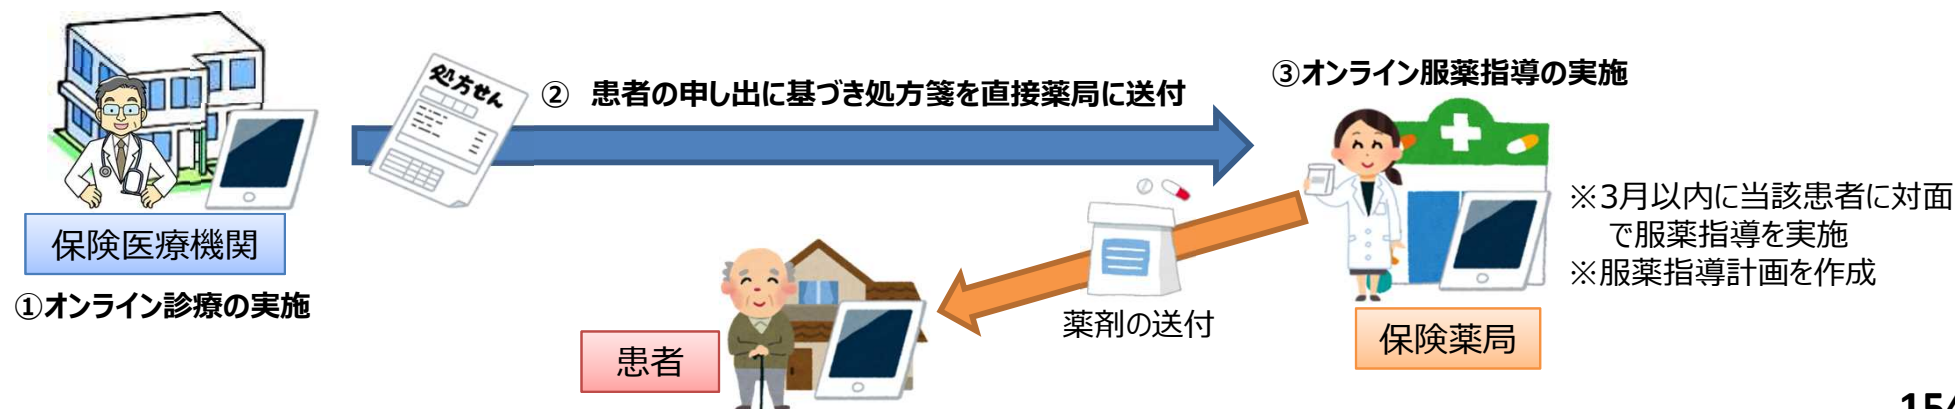 処方せん
② 患者の申し出に基づき処方箋を直接薬局に送付
③オンライン服薬指導の実施
保険医療機関
①オンライン診療の実施
※3月以内に当該患者に対面
で服薬指導を実施
※服薬指導計画を作成
薬剤の送付
患者
保険薬局